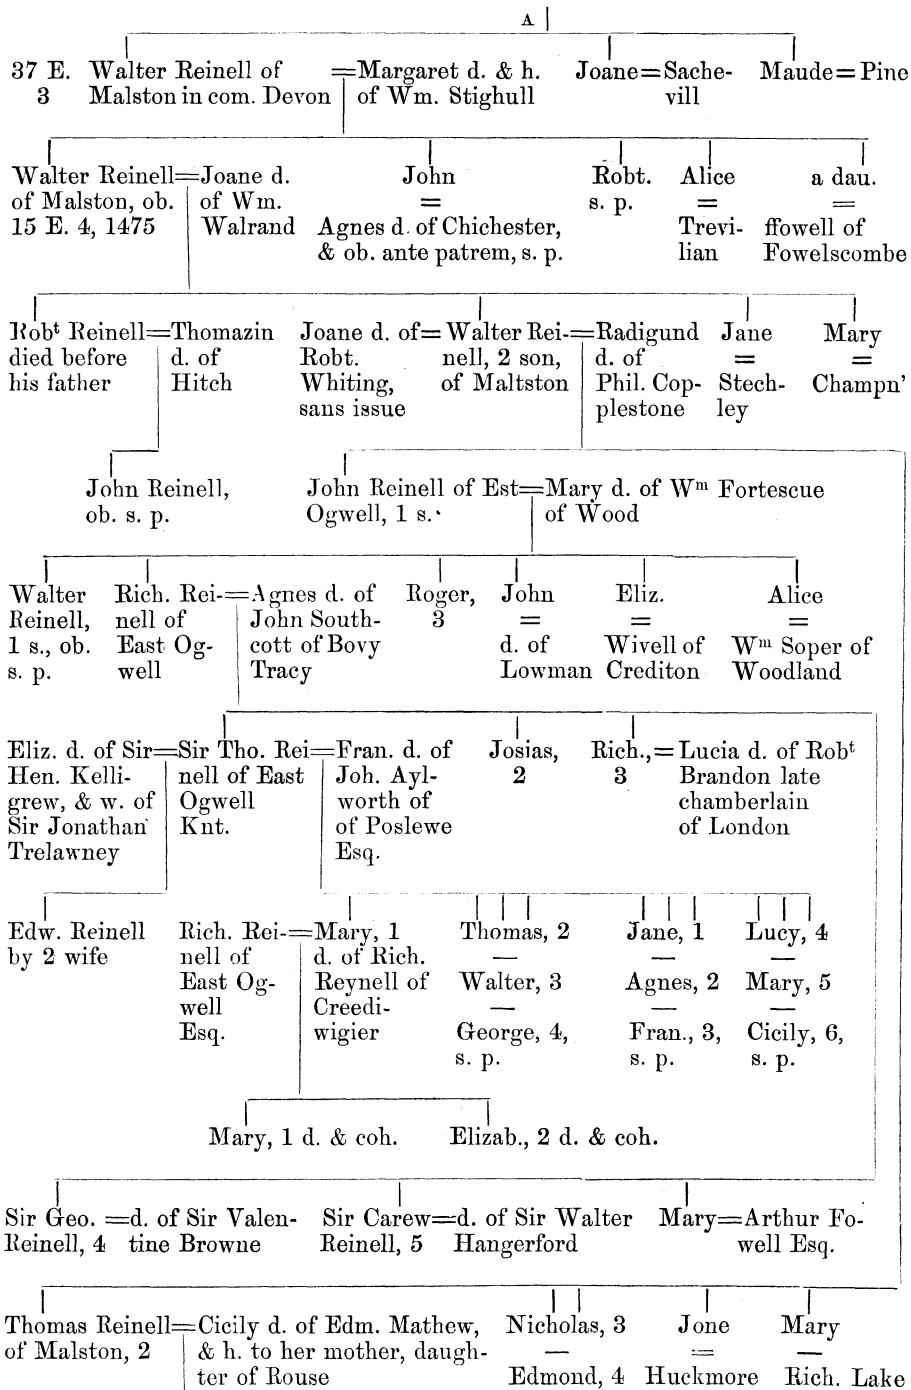 A
37 E. Walter Reinell of =Margaret d. & h. Joane=Sache- Maude=Pine
3 Malston in com. Devon of Wm. Stighull vill
Walter Reinell=Joane d. John Robt. Alice a dau.
of Malston, ob. of Wm. = s. p. = =
15 E. 4, 1475 Walrand Agnes d. of Chichester, Trevi- ffowell of
& ob. ante patrem, s. p. lian Fowelscombe
Robᵗ Reinell=Thomazin Joane d. of= Walter Rei-=Radigund Jane Mary
died before d. of Robt. nell, 2 son, d. of = =
his father Hitch Whiting, of Maltston Phil. Cop- Stech- Champn'
sans issue plestone ley
John Reinell, John Reinell of Est=Mary d. of Wᵐ Fortescue
ob. s. p. Ogwell, 1 s. of Wood
Walter Rich. Rei-=Agnes d. of Roger, John Eliz. Alice
Reinell, nell of John South- 3 = = =
1 s., ob. East Og- cott of Bovy d. of Wivell of Wᵐ Soper of
s. p. well Tracy Lowman Crediton Woodland
Eliz. d. of Sir=Sir Tho. Rei=Fran. d. of Josias, Rich.,= Lucia d. of Robᵗ
Hen. Kelli- nell of East Joh. Ayl- 2 3 Brandon late
grew, & w. of Ogwell worth of chamberlain
Sir Jonathan Knt. of Poslewe of London
Trelawney Esq.
Edw. Reinell Rich. Rei-=Mary, 1 Thomas, 2 Jane, 1 Lucy, 4
by 2 wife nell of d. of Rich. — — —
East Og- Reynell of Walter, 3 Agnes, 2 Mary, 5
well Creedi- — — —
Esq. wigier George, 4, Fran., 3, Cicily, 6,
s. p. s. p. s. p.
Mary, 1 d. & coh. Elizab., 2 d. & coh.
Sir Geo. =d. of Sir Valen- Sir Carew=d. of Sir Walter Mary=Arthur Fo-
Reinell, 4 tine Browne Reinell, 5 Hangerford well Esq.
Thomas Reinell=Cicily d. of Edm. Mathew, Nicholas, 3 Jone Mary
of Malston, 2 & h. to her mother, daugh- — = —
ter of Rouse Edmond, 4 Huckmore Rich. Lake